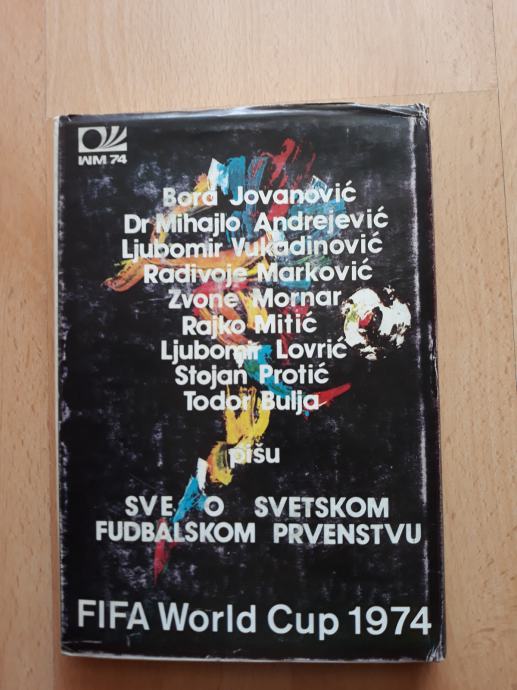 WM 74
Bora Jovanović
Dr Mihajlo Andrejević
Ljubomir Vukadinović
Radivoje Marković
Zvone Mornar
Rajko Mitić
Ljubomir Lovrić
Stojan Protić
Todor Bulja
pišu
SVE O SVETSKOM
FUDBALSKOM PRVENSTVU
FIFA World Cup 1974